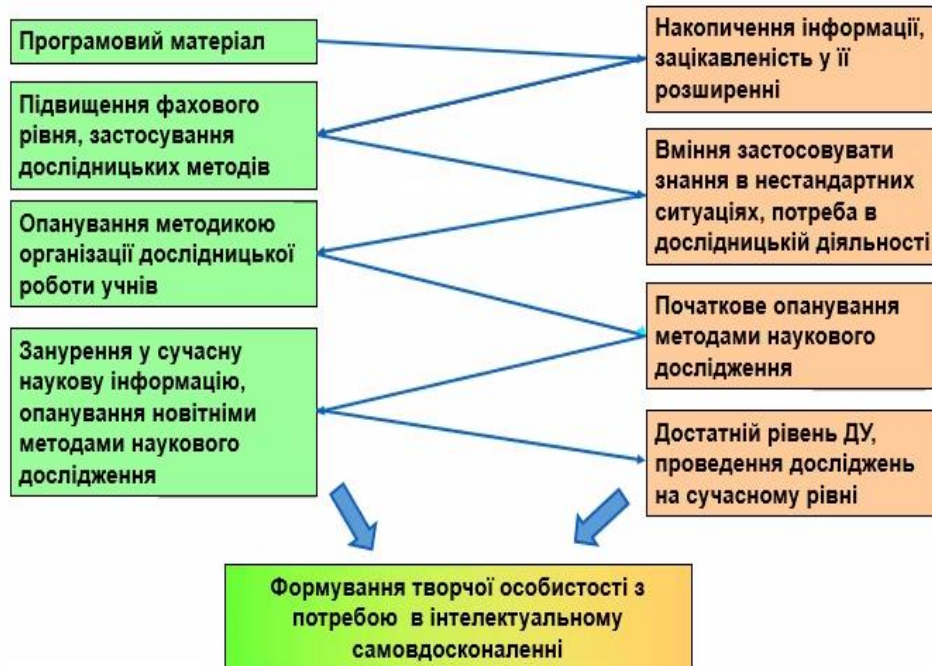 Програмовий матеріал
Накопичення інформації,
зацікавленість у її
розширенні
Підвищення фахового
рівня, застосування
дослідницьких методів
Вміння застосовувати
знання в нестандартних
ситуаціях, потреба в
дослідницькій діяльності
Опанування методикою
організації дослідницької
роботи учнів
Початкове опанування
методами наукового
дослідження
Занурення у сучасну
наукову інформацію,
опанування новітніми
методами наукового
дослідження
Достатній рівень ДУ,
проведення досліджень
на сучасному рівні
Формування творчої особистості з
потребою в інтелектуальному
самовдосконаленні